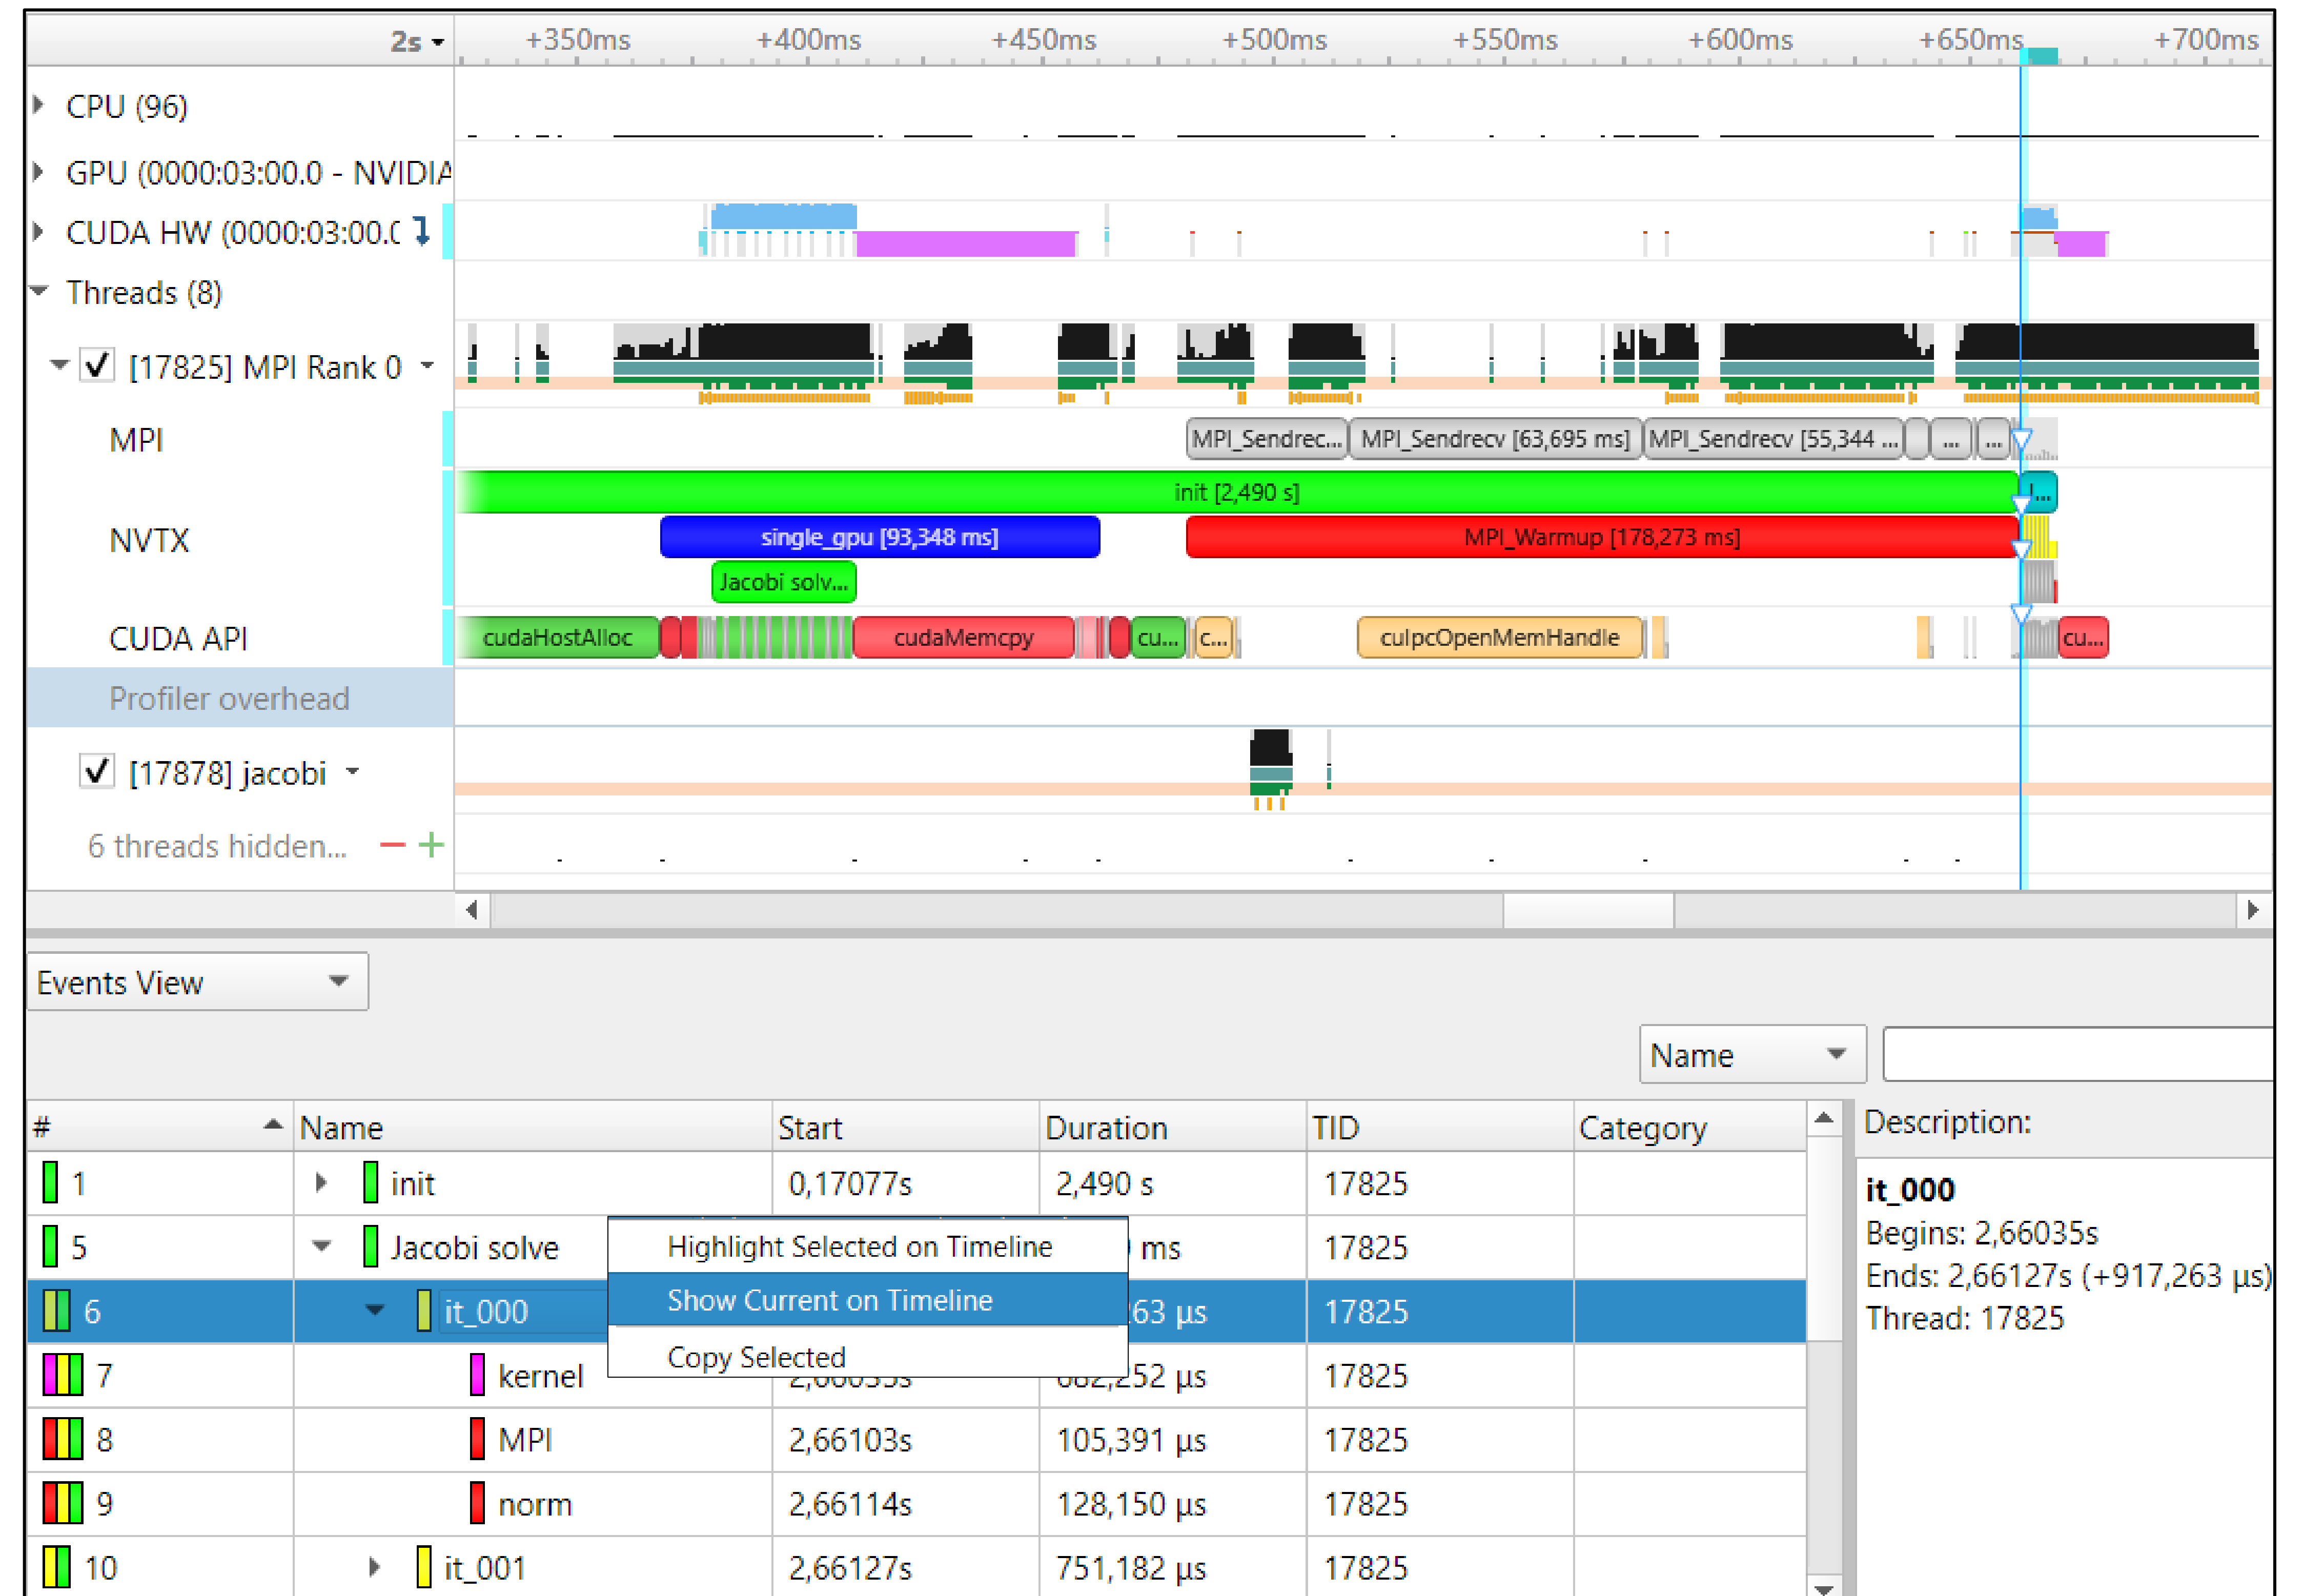 2s +350ms +400ms +450ms +500ms +550ms +600ms +650ms +700ms
CPU (96)
GPU (0000:03:00.0 - NVIDIA
CUDA HW (0000:03:00.0
Threads (8)
[17825] MPI Rank 0
MPI MPI_Sendrec... MPI_Sendrecv [63,695 ms] MPI_Sendrecv [55,344 ... ... ...
init [2,490 s]
NVTX single_gpu [93,348 ms] MPI_Warmup [178,273 ms]
Jacobi solv...
CUDA API cudaHostAlloc cudaMemcpy cu... c... cuIpcOpenMemHandle cu...
Profiler overhead
[17878] jacobi
6 threads hidden... − +
Events View
Name
# Name Start Duration TID Category Description:
1 init 0,17077s 2,490 s 17825
5 Jacobi solve ms 17825
6 it_000 63 µs 17825
7 kernel 52 µs 17825
8 MPI 2,66103s 105,391 µs 17825
9 norm 2,66114s 128,150 µs 17825
10 it_001 2,66127s 751,182 µs 17825
Highlight Selected on Timeline
Show Current on Timeline
Copy Selected
it_000
Begins: 2,66035s
Ends: 2,66127s (+917,263 µs)
Thread: 17825